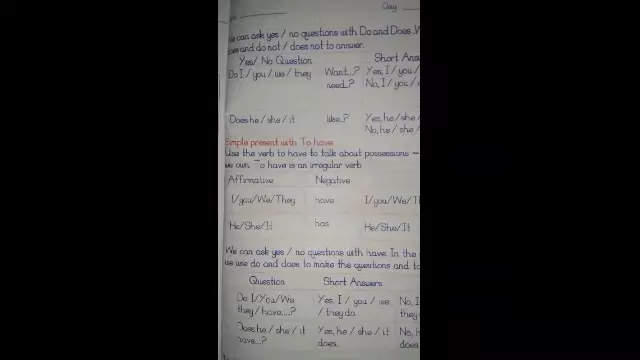 Day
We can ask yes / no questions with Do and Does. W
does and do not / does not to answer.
Yes/ No Question Short Answ
Do I / you / we / they Want...? Yes, I / you /
need..? No, I / you /
Does he / she / it like..? Yes, he / she /
No, he / she /
Simple present with To have.
Use the verb to have to talk about possessions –
we own. To have is an irregular verb
Affirmative Negative
I/you/We/They have I/you/We/Th
He/She/It has He/She/It
We can ask yes / no questions with have. In the
we use do and does to make the questions and to
Question Short Answers
Do I/You/We Yes, I / you / we No, I
they/have....? / they do they
Does he / she / it Yes, he / she / it No, h
have...? does. does